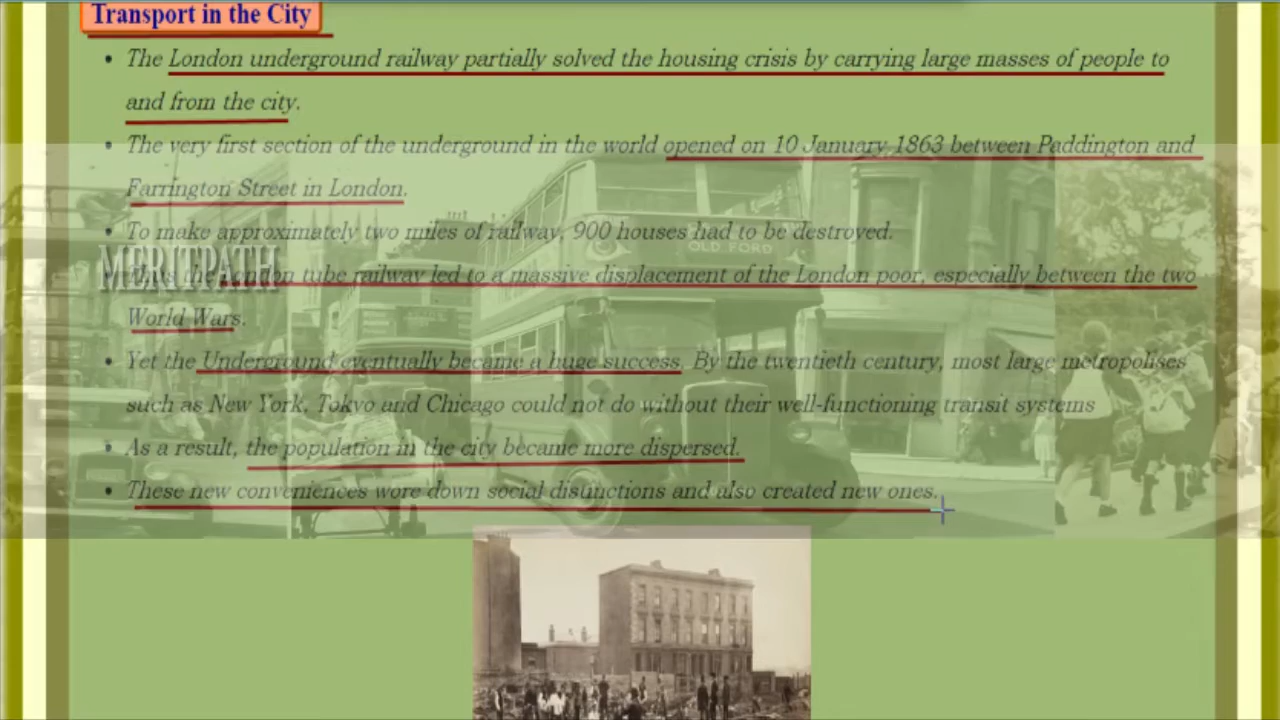 Transport in the City
• The London underground railway partially solved the housing crisis by carrying large masses of people to
and from the city.
• The very first section of the underground in the world opened on 10 January 1863 between Paddington and
Farrington Street in London.
• To make approximately two miles of railway, 900 houses had to be destroyed.
MERITPATH
• Thus the London tube railway led to a massive displacement of the London poor, especially between the two
World Wars.
• Yet the Underground eventually became a huge success. By the twentieth century, most large metropolises
such as New York, Tokyo and Chicago could not do without their well-functioning transit systems
• As a result, the population in the city became more dispersed.
• These new conveniences wore down social distinctions and also created new ones.
OLD FORD